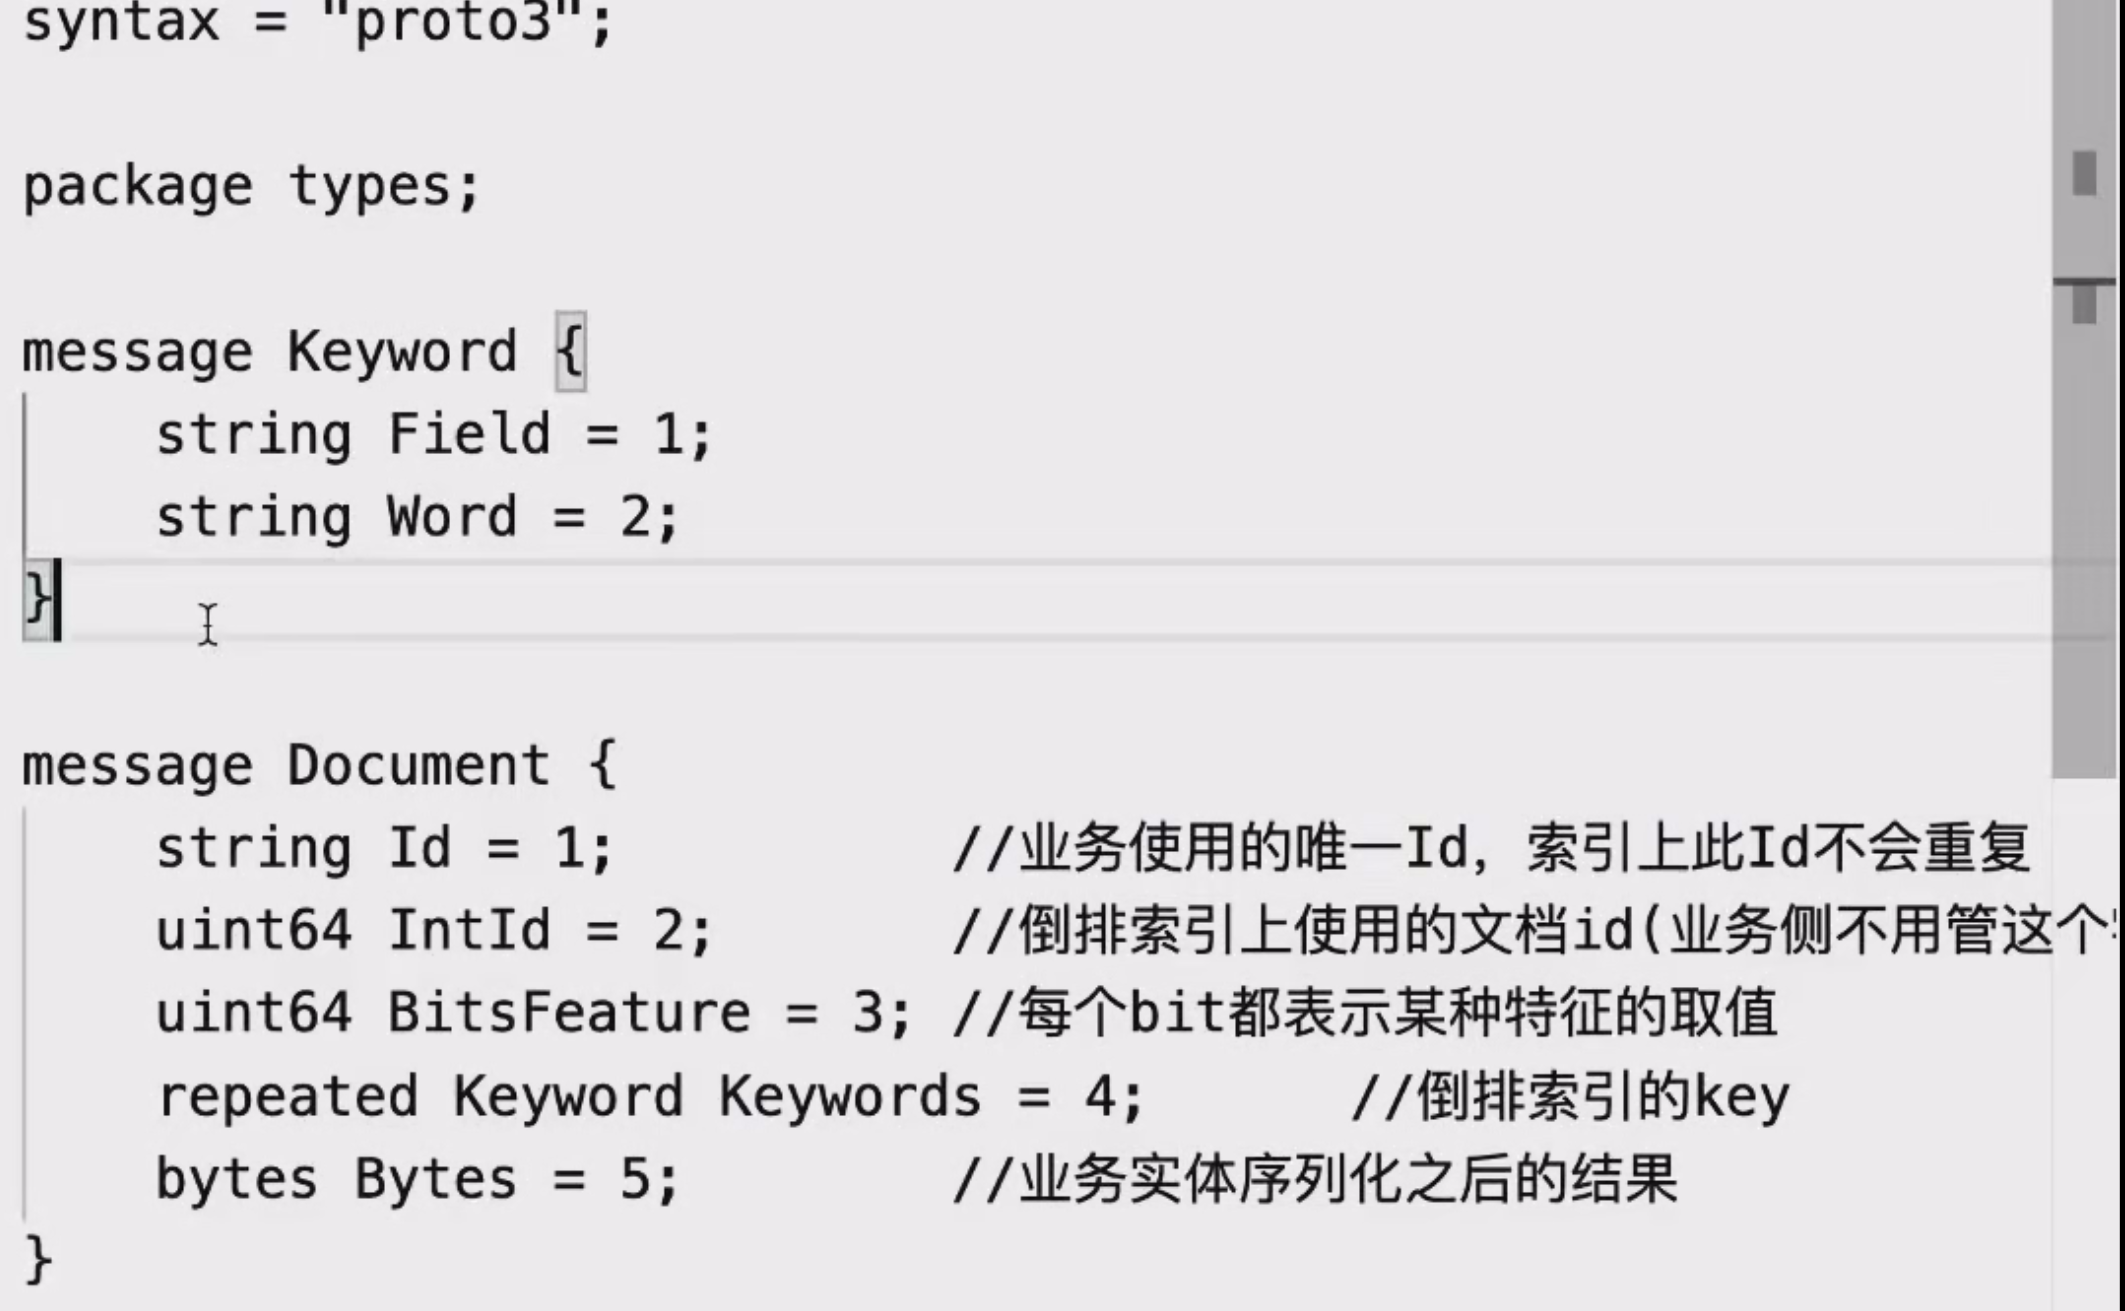 syntax = "proto3";
package types;
message Keyword {
    string Field = 1;
    string Word = 2;
}
message Document {
    string Id = 1;          //业务使用的唯一Id，索引上此Id不会重复
    uint64 IntId = 2;       //倒排索引上使用的文档id(业务侧不用管这个
    uint64 BitsFeature = 3; //每个bit都表示某种特征的取值
    repeated Keyword Keywords = 4;      //倒排索引的key
    bytes Bytes = 5;        //业务实体序列化之后的结果
}